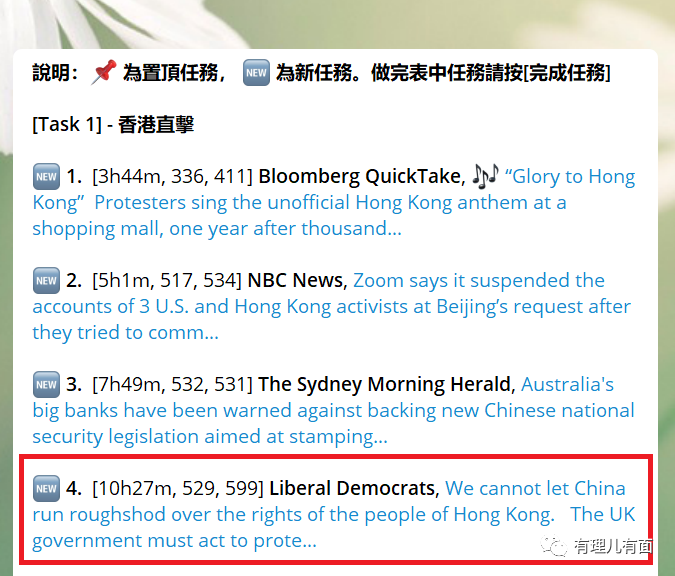 說明：📌 為置頂任務， NEW 為新任務。做完表中任務請按[完成任務]
[Task 1] - 香港直擊
NEW 1. [3h44m, 336, 411] Bloomberg QuickTake, 🎶 “Glory to Hong
Kong” Protesters sing the unofficial Hong Kong anthem at a
shopping mall, one year after thousand...
NEW 2. [5h1m, 517, 534] NBC News, Zoom says it suspended the
accounts of 3 U.S. and Hong Kong activists at Beijing’s request after
they tried to comm...
NEW 3. [7h49m, 532, 531] The Sydney Morning Herald, Australia's
big banks have been warned against backing new Chinese national
security legislation aimed at stamping...
NEW 4. [10h27m, 529, 599] Liberal Democrats, We cannot let China
run roughshod over the rights of the people of Hong Kong. The UK
government must act to prote...
有理儿有面